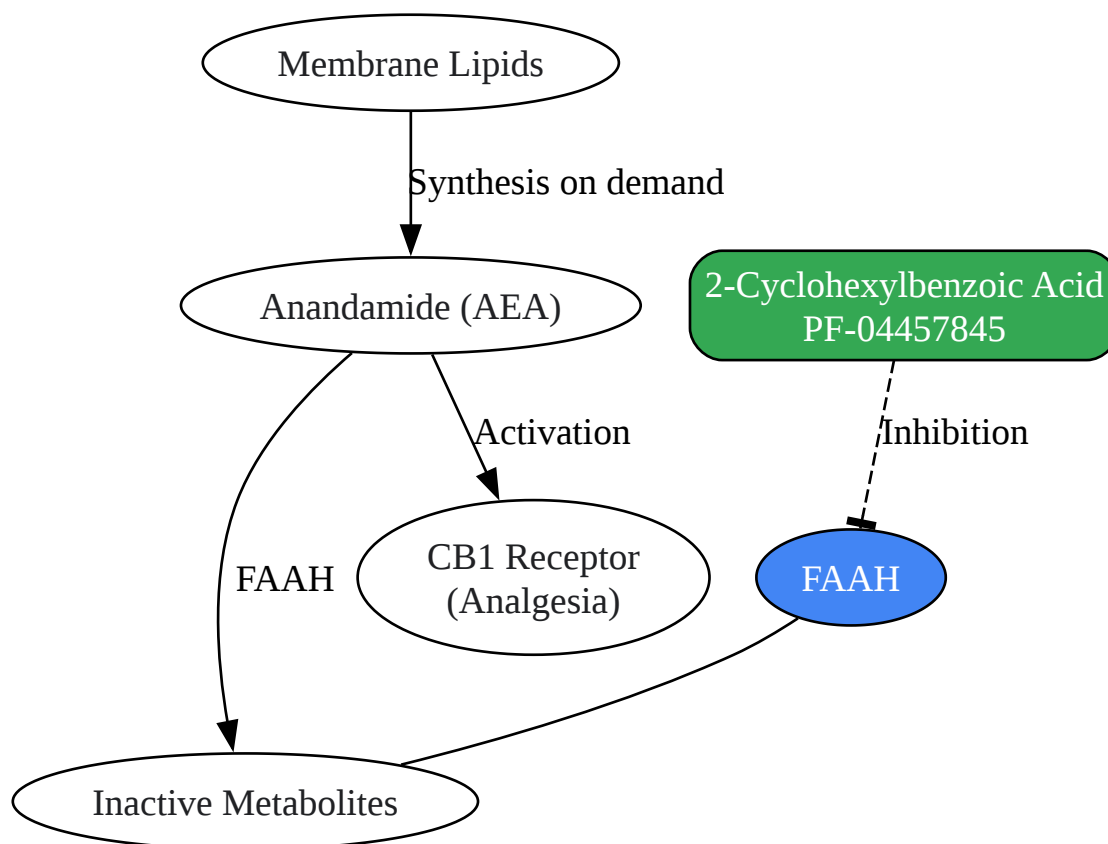 Membrane Lipids
Synthesis on demand
Anandamide (AEA)
2-Cyclohexylbenzoic Acid
PF-04457845
Activation
Inhibition
FAAH
CB1 Receptor
(Analgesia)
FAAH
Inactive Metabolites